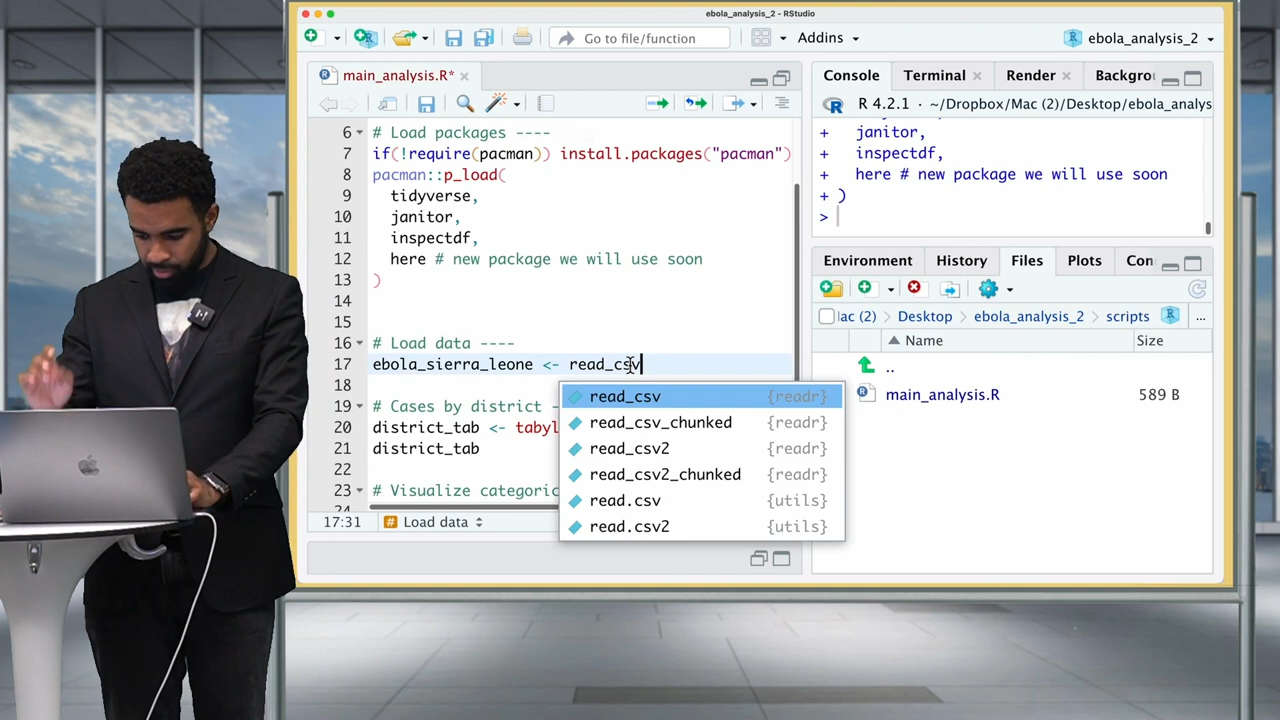 ebola_analysis_2 - RStudio
Go to file/function
Addins
ebola_analysis_2
main_analysis.R*
6 # Load packages ----
7 if(!require(pacman)) install.packages("pacman")
8 pacman::p_load(
9 tidyverse,
10 janitor,
11 inspectdf,
12 here # new package we will use soon
13 )
14
15
16 # Load data ----
17 ebola_sierra_leone <- read_csv
18
19 # Cases by district -
20 district_tab <- tabyl
21 district_tab
22
23 # Visualize categoric
24
read_csv {readr}
read_csv_chunked {readr}
read_csv2 {readr}
read_csv2_chunked {readr}
read.csv {utils}
read.csv2 {utils}
17:31 # Load data
Console Terminal Render Backgrou
R R 4.2.1 · ~/Dropbox/Mac (2)/Desktop/ebola_analys
+ janitor,
+ inspectdf,
+ here # new package we will use soon
+ )
>
Environment History Files Plots Con
ac (2) Desktop ebola_analysis_2 scripts ...
Name Size
..
main_analysis.R 589 B